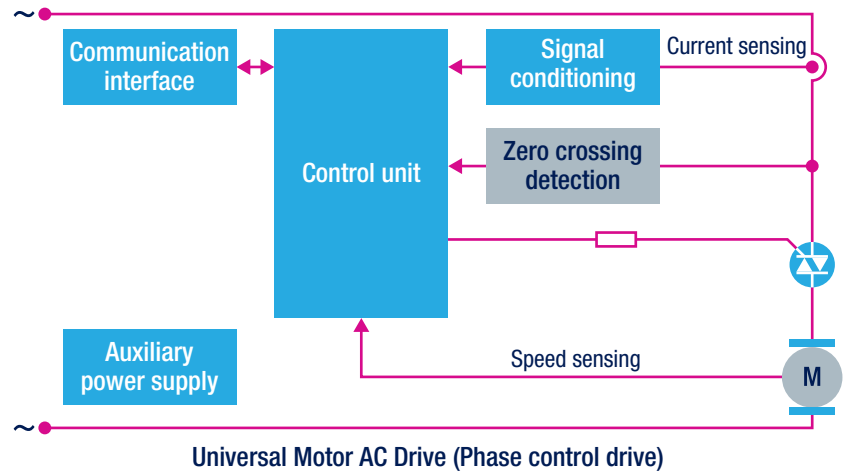 ~
Communication
interface
Control unit
Signal
conditioning
Current sensing
Zero crossing
detection
Auxiliary
power supply
Speed sensing
M
~
Universal Motor AC Drive (Phase control drive)